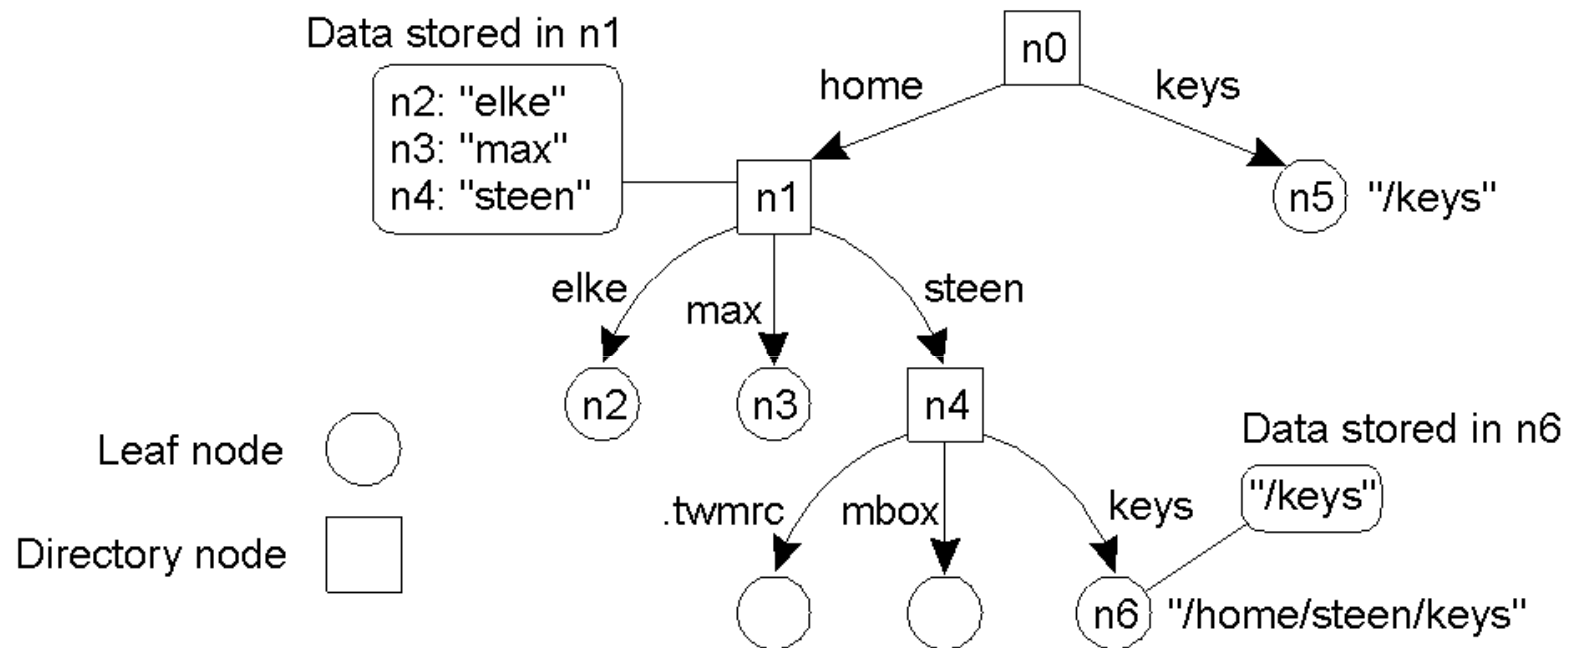 Data stored in n1
n0
n2: "elke"
n3: "max"
n4: "steen"
home
keys
n1
n5 "/keys"
elke
max
steen
n2
n3
n4
Data stored in n6
"/keys"
Leaf node
.twmrc
mbox
keys
Directory node
n6 "/home/steen/keys"